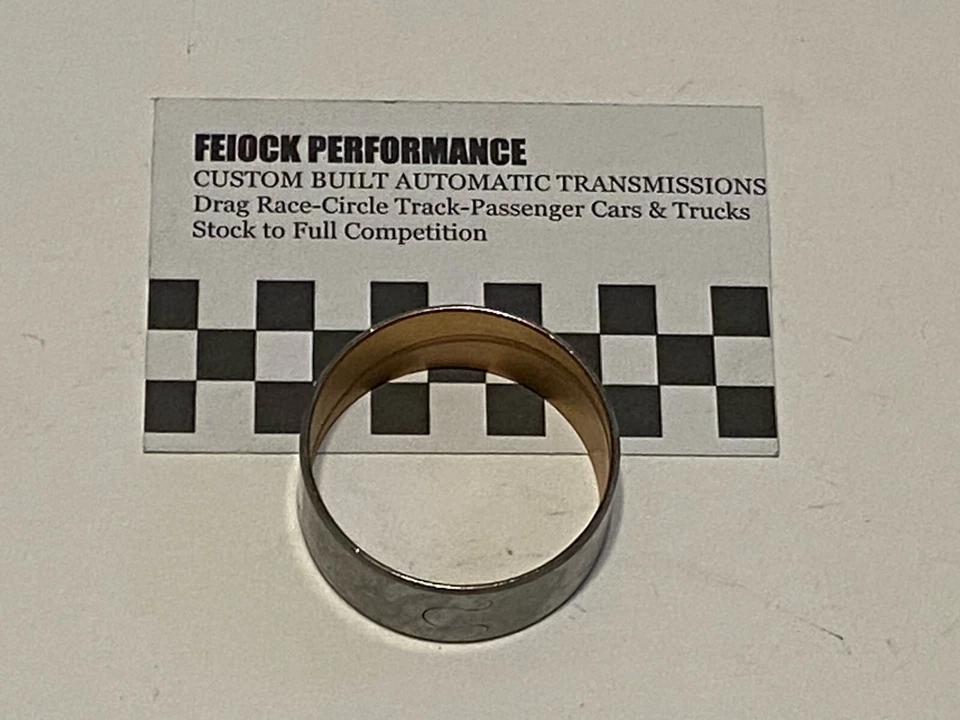 FEIOCK PERFORMANCE
CUSTOM BUILT AUTOMATIC TRANSMISSIONS
Drag Race-Circle Track-Passenger Cars & Trucks
Stock to Full Competition